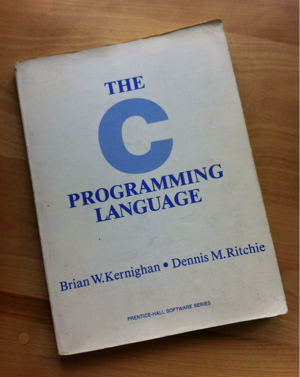 THE
C
PROGRAMMING
LANGUAGE
Brian W. Kernighan • Dennis M. Ritchie
PRENTICE-HALL SOFTWARE SERIES